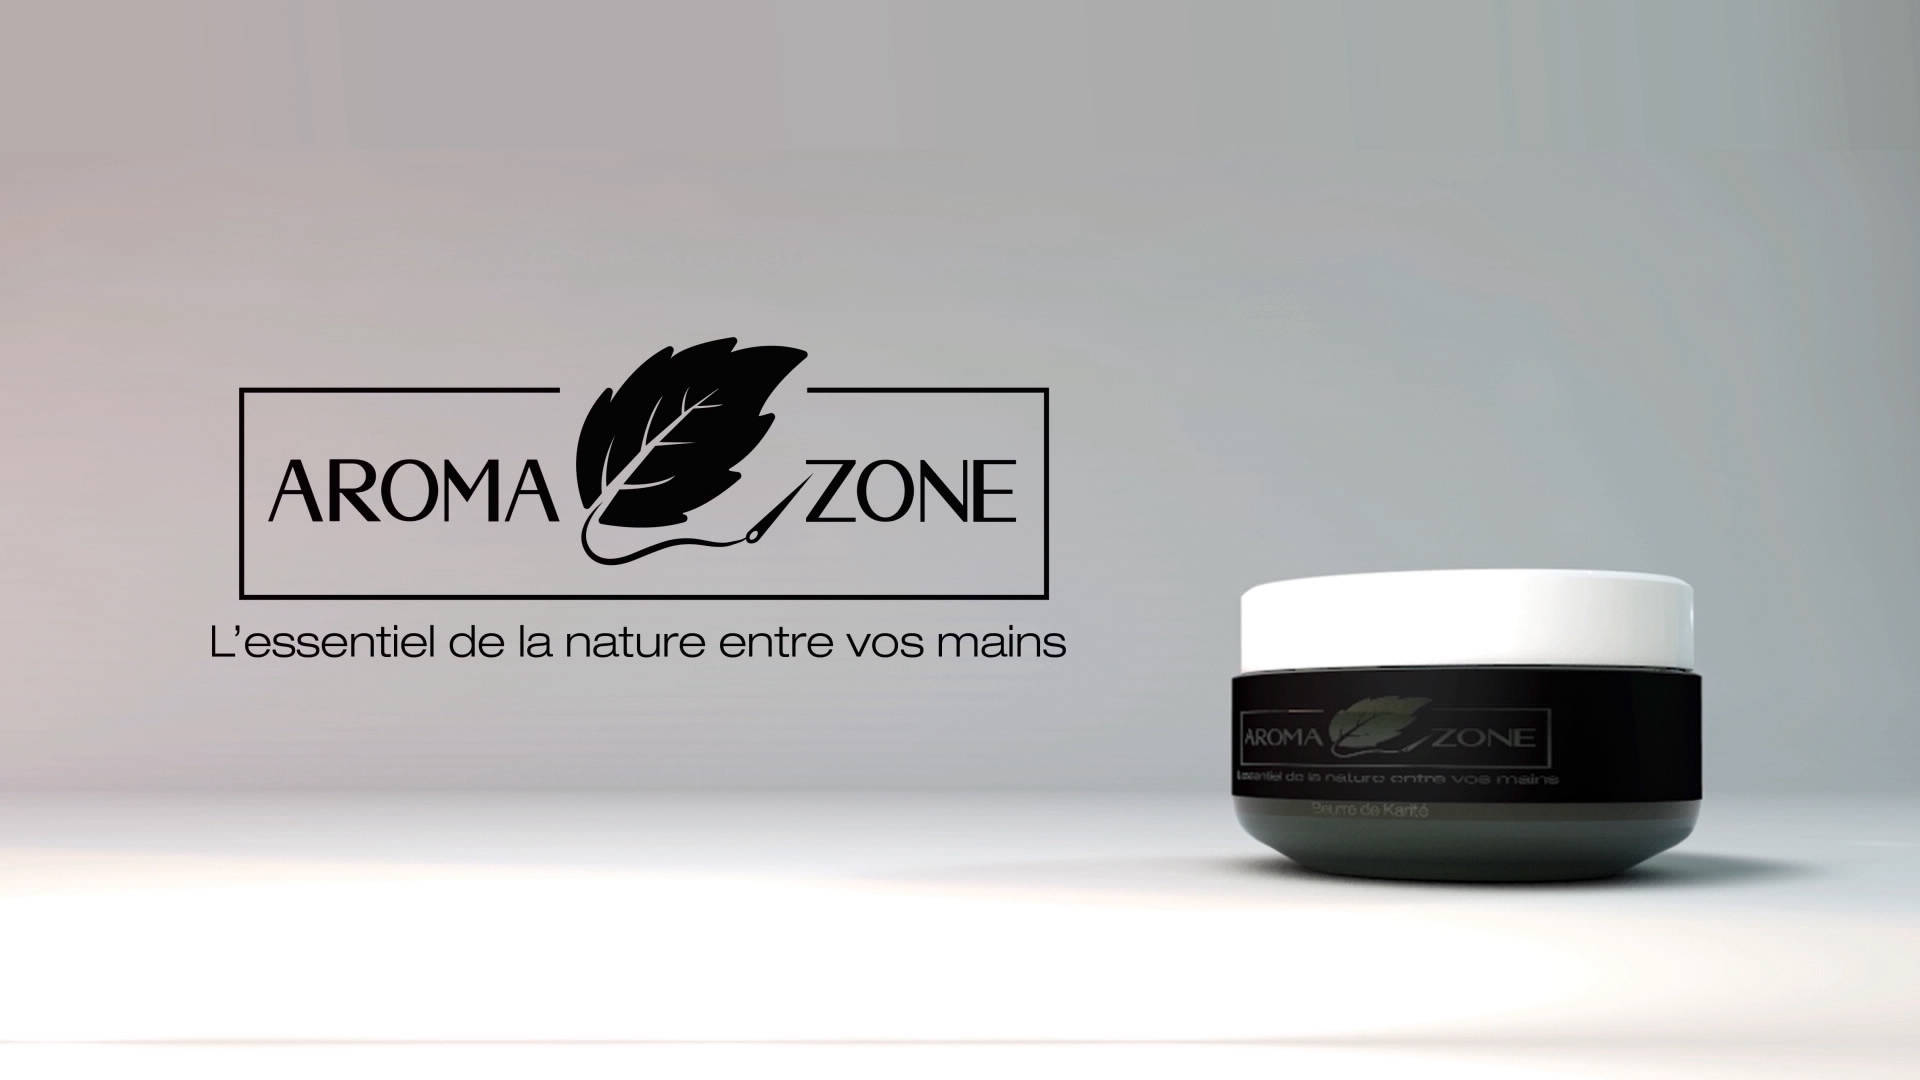 AROMA ZONE
L'essentiel de la nature entre vos mains
AROMA ZONE
L'essentiel de la nature entre vos mains
Beurre de Karité